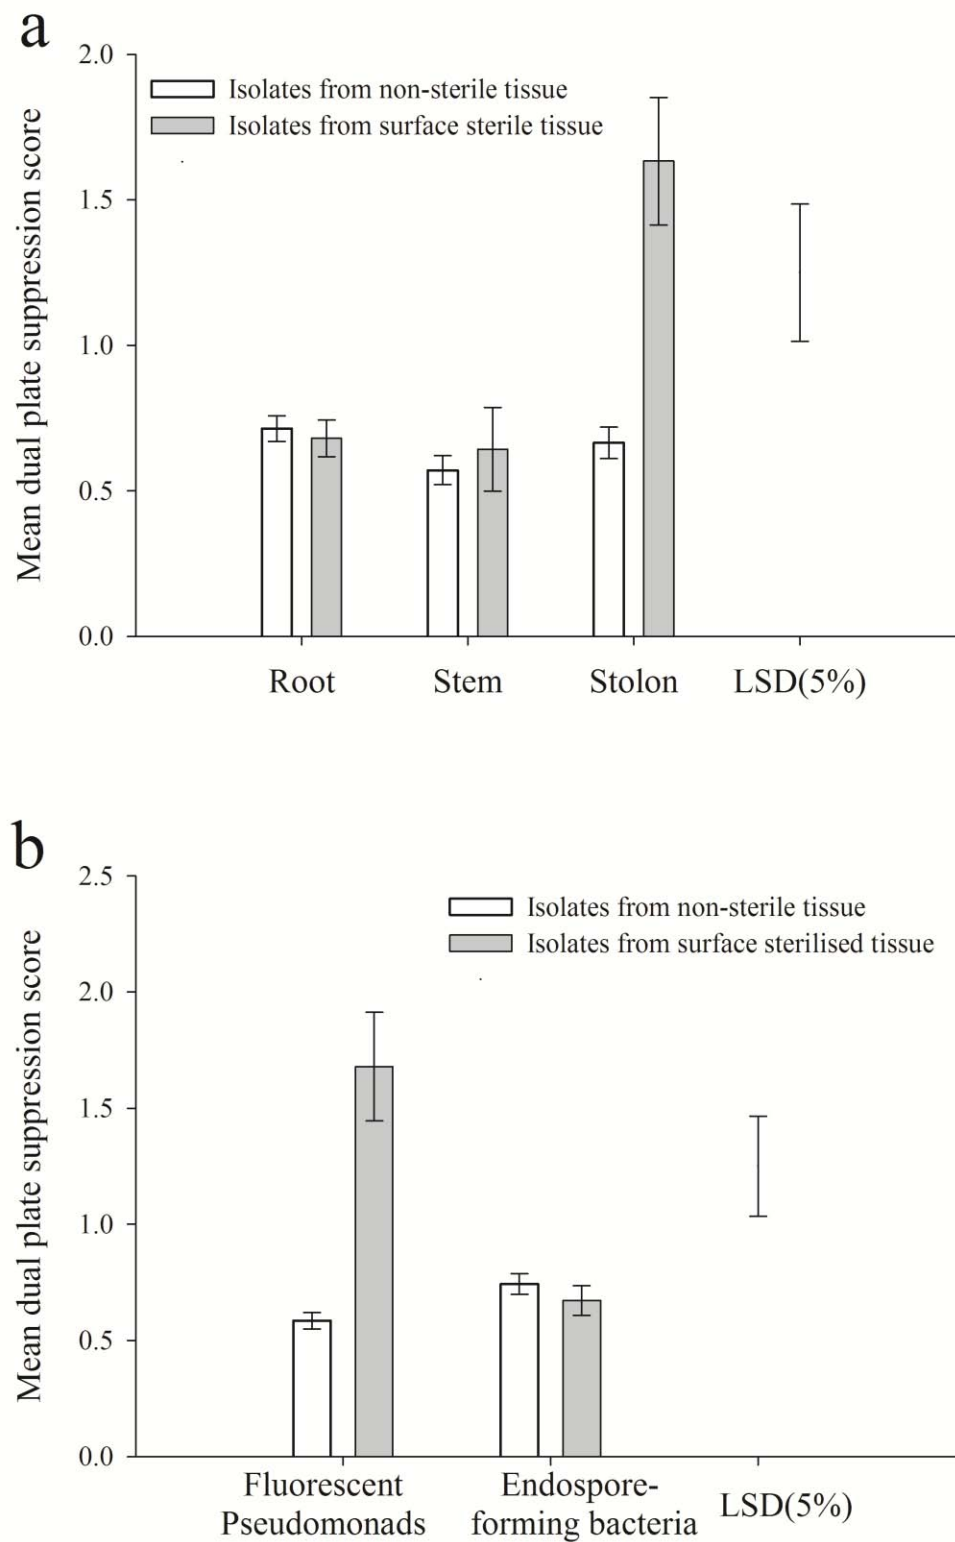 a
Mean dual plate suppression score
2.0
1.5
1.0
0.5
0.0
Isolates from non-sterile tissue
Isolates from surface sterile tissue
Root Stem Stolon LSD(5%)
b
Mean dual plate suppression score
2.5
2.0
1.5
1.0
0.5
0.0
Isolates from non-sterile tissue
Isolates from surface sterilised tissue
Fluorescent
Pseudomonads
Endospore-
forming bacteria
LSD(5%)